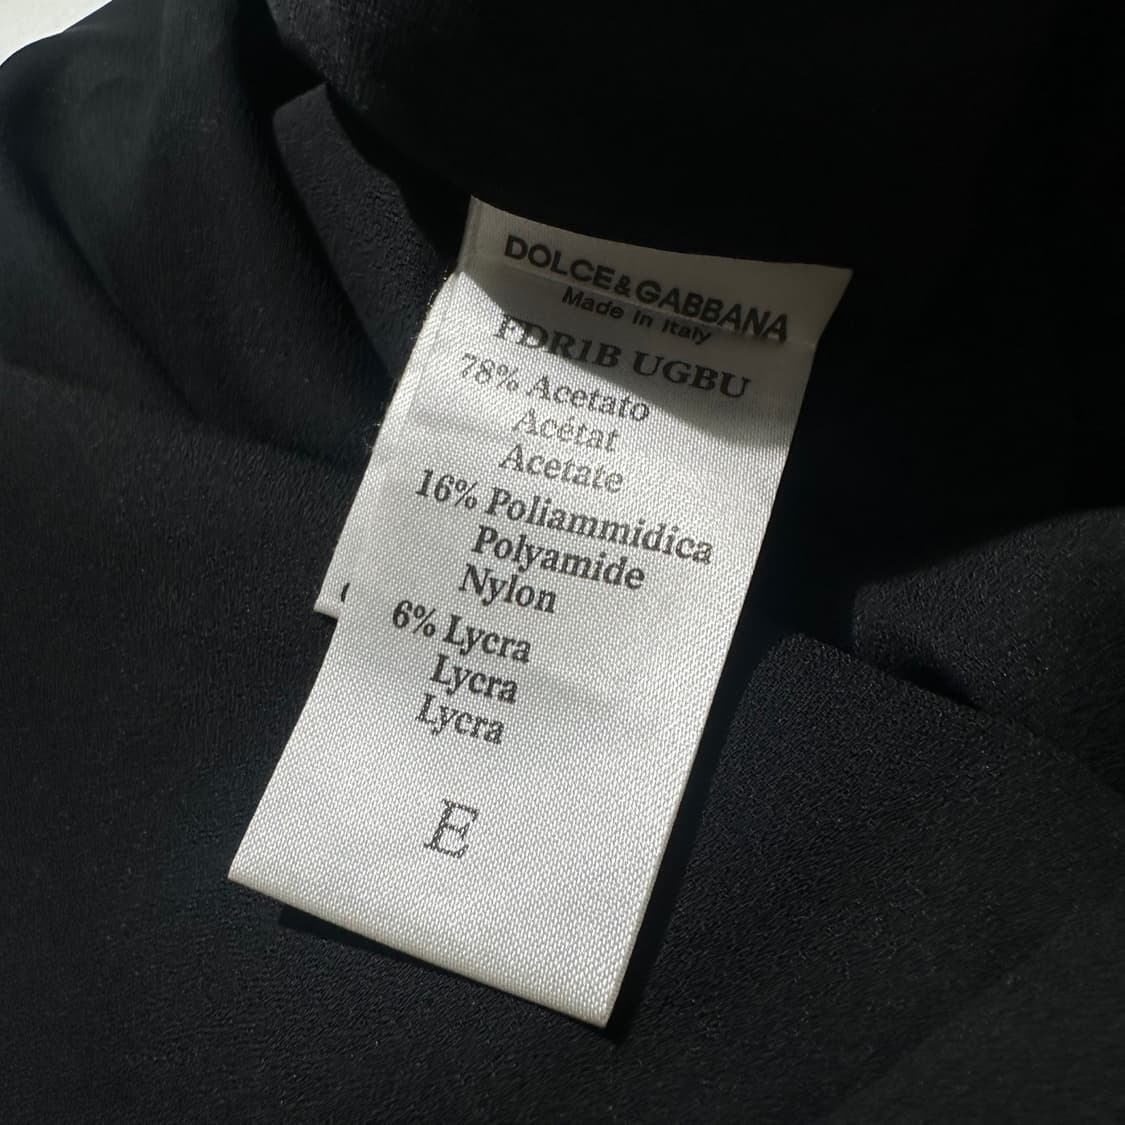 DOLCE&GABBANA
Made in Italy
FDR1B UGBU
78% Acetato
Acétat
Acetate
16% Poliammidica
Polyamide
Nylon
6% Lycra
Lycra
Lycra
E